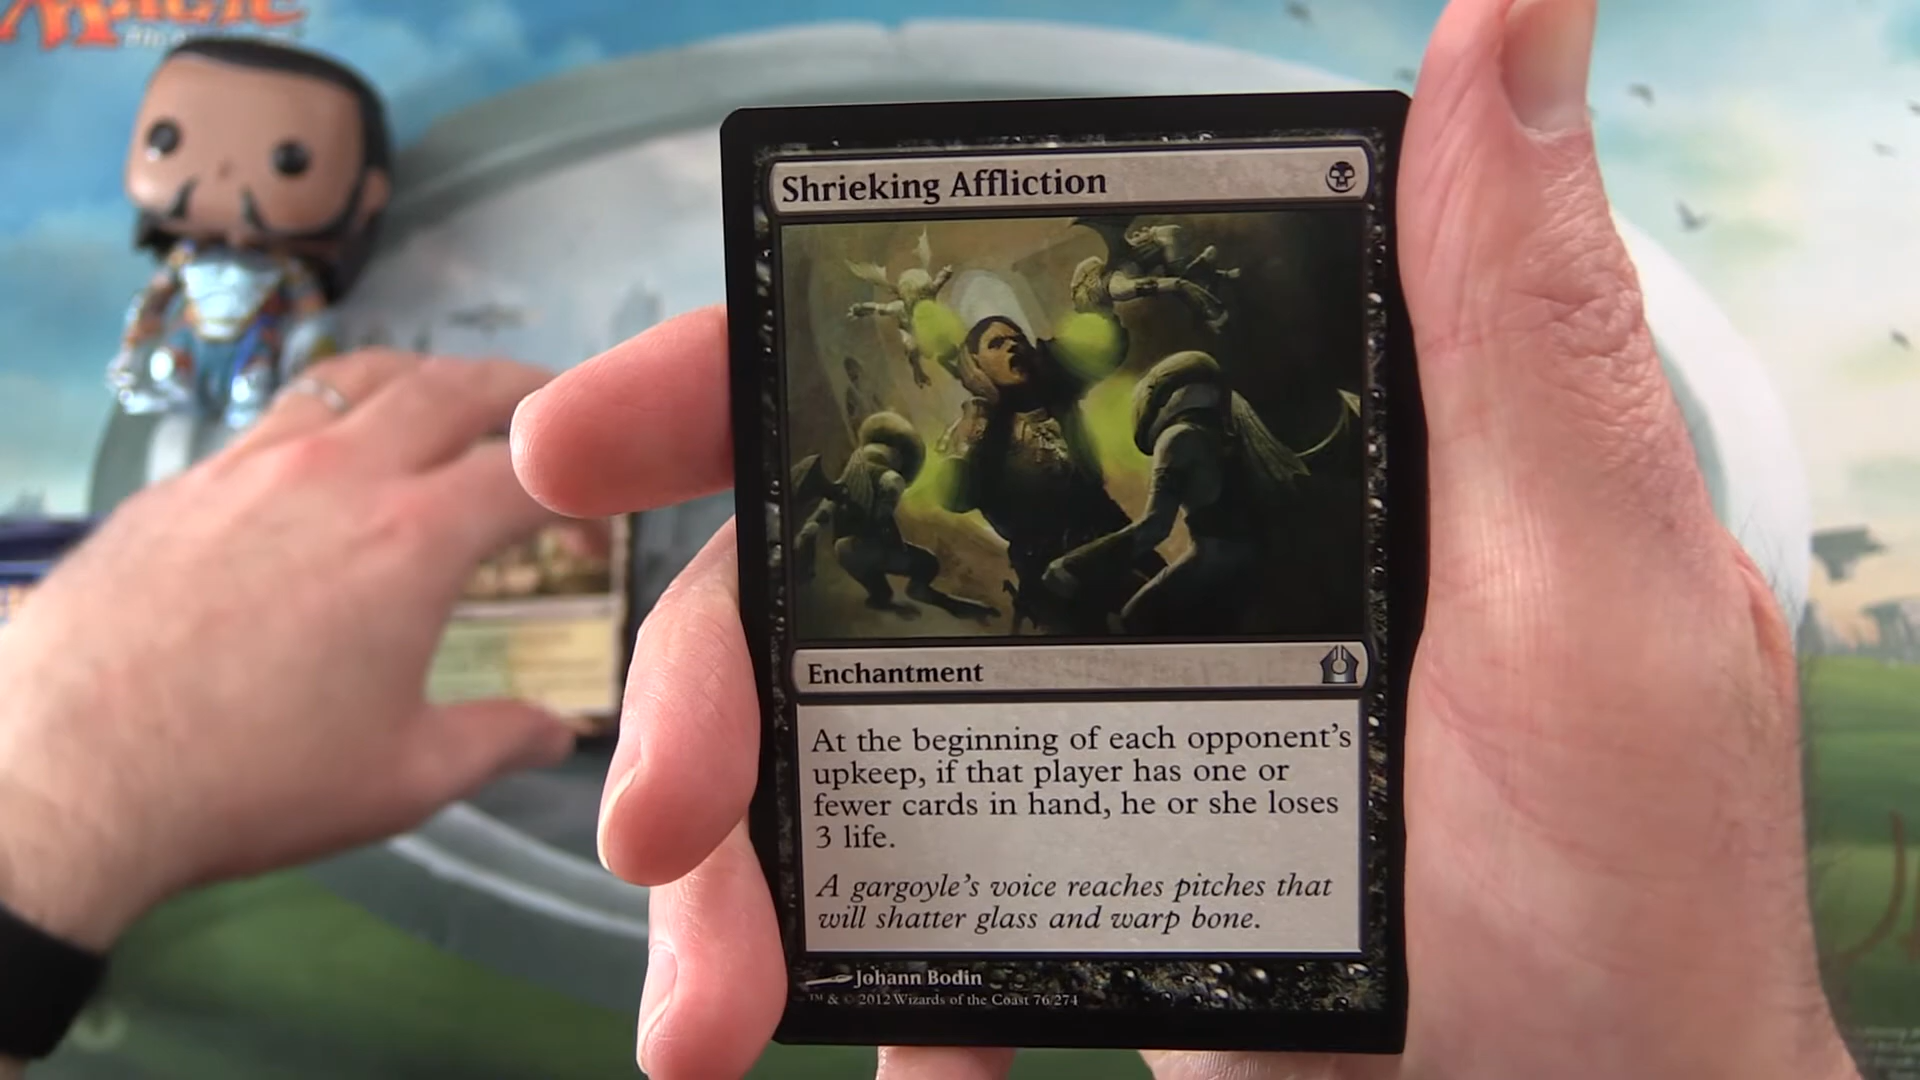 MAGIC
Shrieking Affliction
Enchantment
At the beginning of each opponent's
upkeep, if that player has one or
fewer cards in hand, he or she loses
3 life.
A gargoyle's voice reaches pitches that
will shatter glass and warp bone.
Johann Bodin
™ & © 2012 Wizards of the Coast 76/274